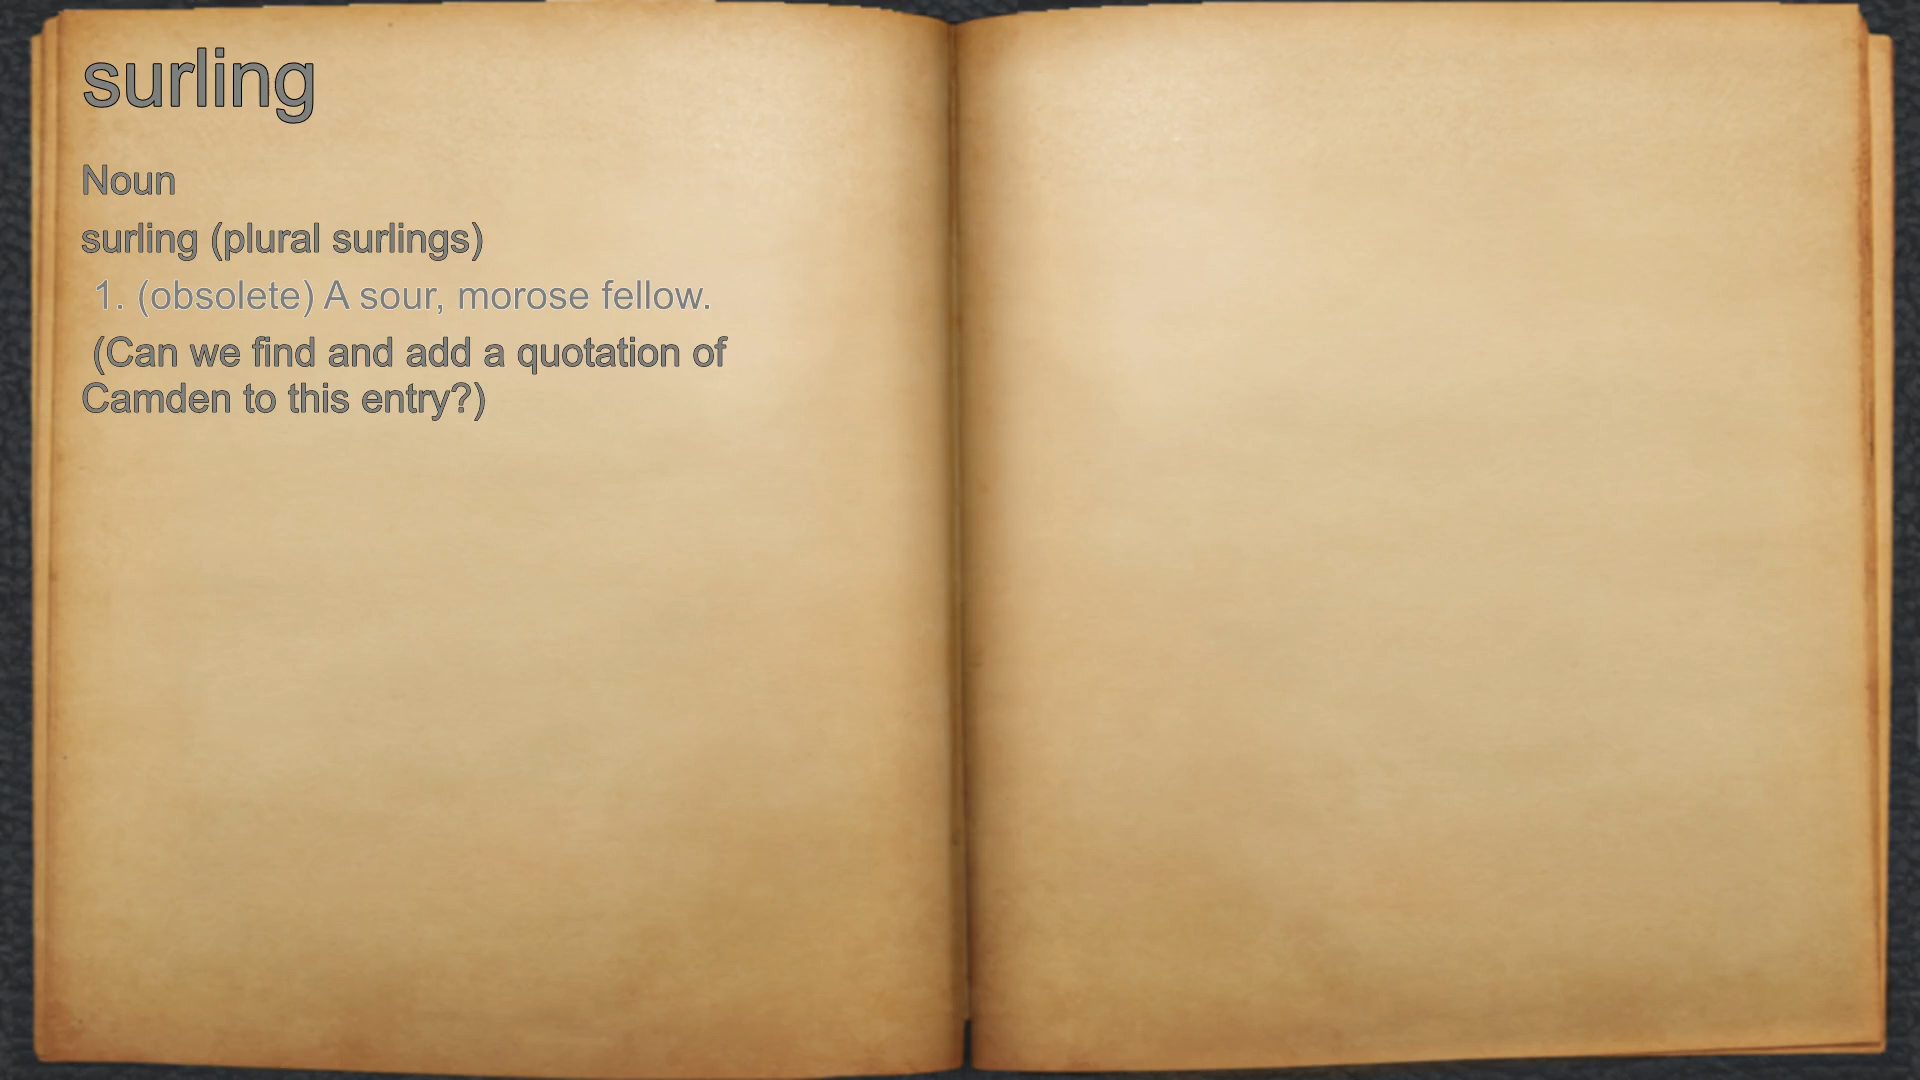 surling
Noun
surling (plural surlings)
1. (obsolete) A sour, morose fellow.
(Can we find and add a quotation of
Camden to this entry?)